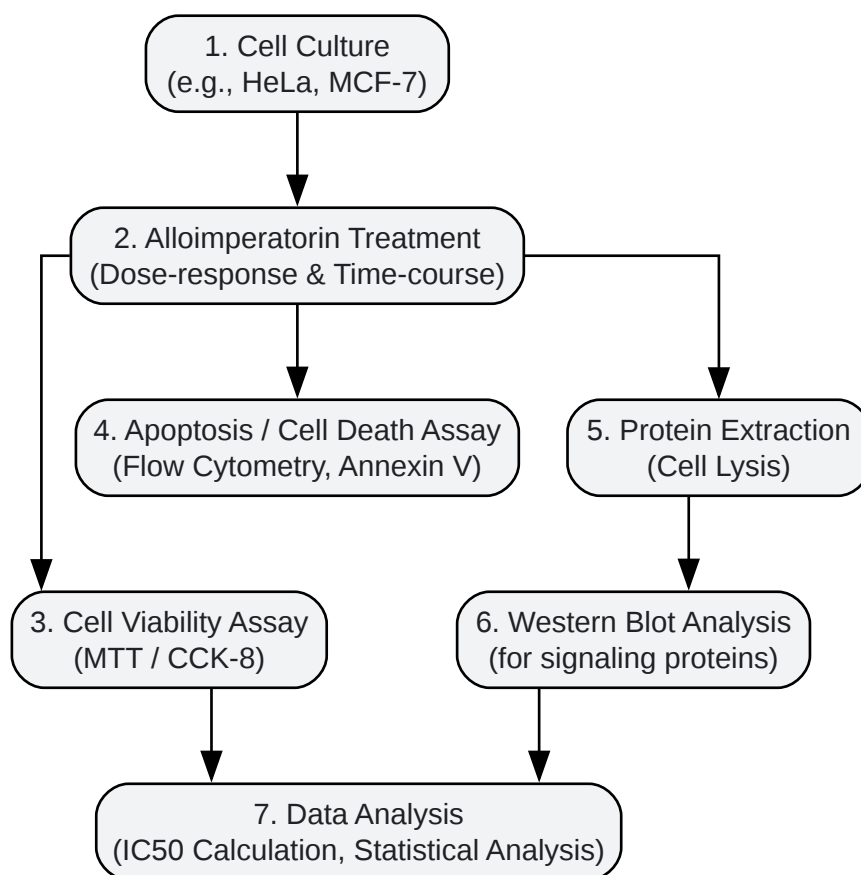 1. Cell Culture
(e.g., HeLa, MCF-7)
2. Alloimperatorin Treatment
(Dose-response & Time-course)
4. Apoptosis / Cell Death Assay
(Flow Cytometry, Annexin V)
5. Protein Extraction
(Cell Lysis)
3. Cell Viability Assay
(MTT / CCK-8)
6. Western Blot Analysis
(for signaling proteins)
7. Data Analysis
(IC50 Calculation, Statistical Analysis)